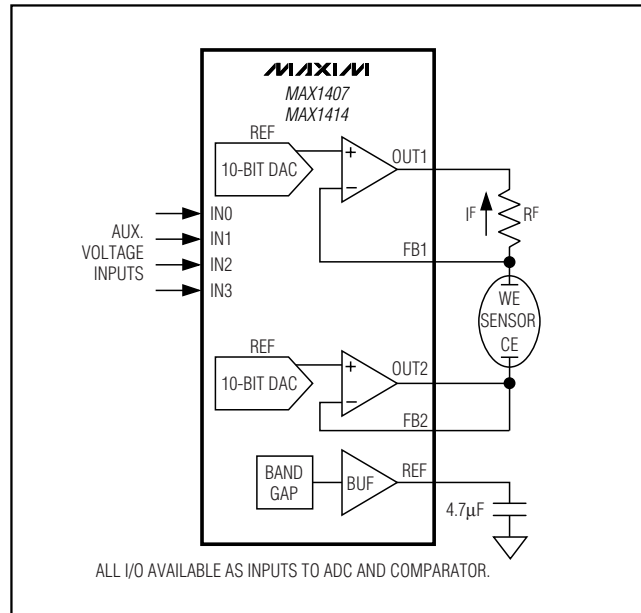 MAXIM
MAX1407
MAX1414
REF
10-BIT DAC
+
−
OUT1
IF
RF
FB1
AUX.
VOLTAGE
INPUTS
IN0
IN1
IN2
IN3
WE
SENSOR
CE
REF
10-BIT DAC
+
−
OUT2
FB2
BAND
GAP
BUF
REF
4.7µF
ALL I/O AVAILABLE AS INPUTS TO ADC AND COMPARATOR.